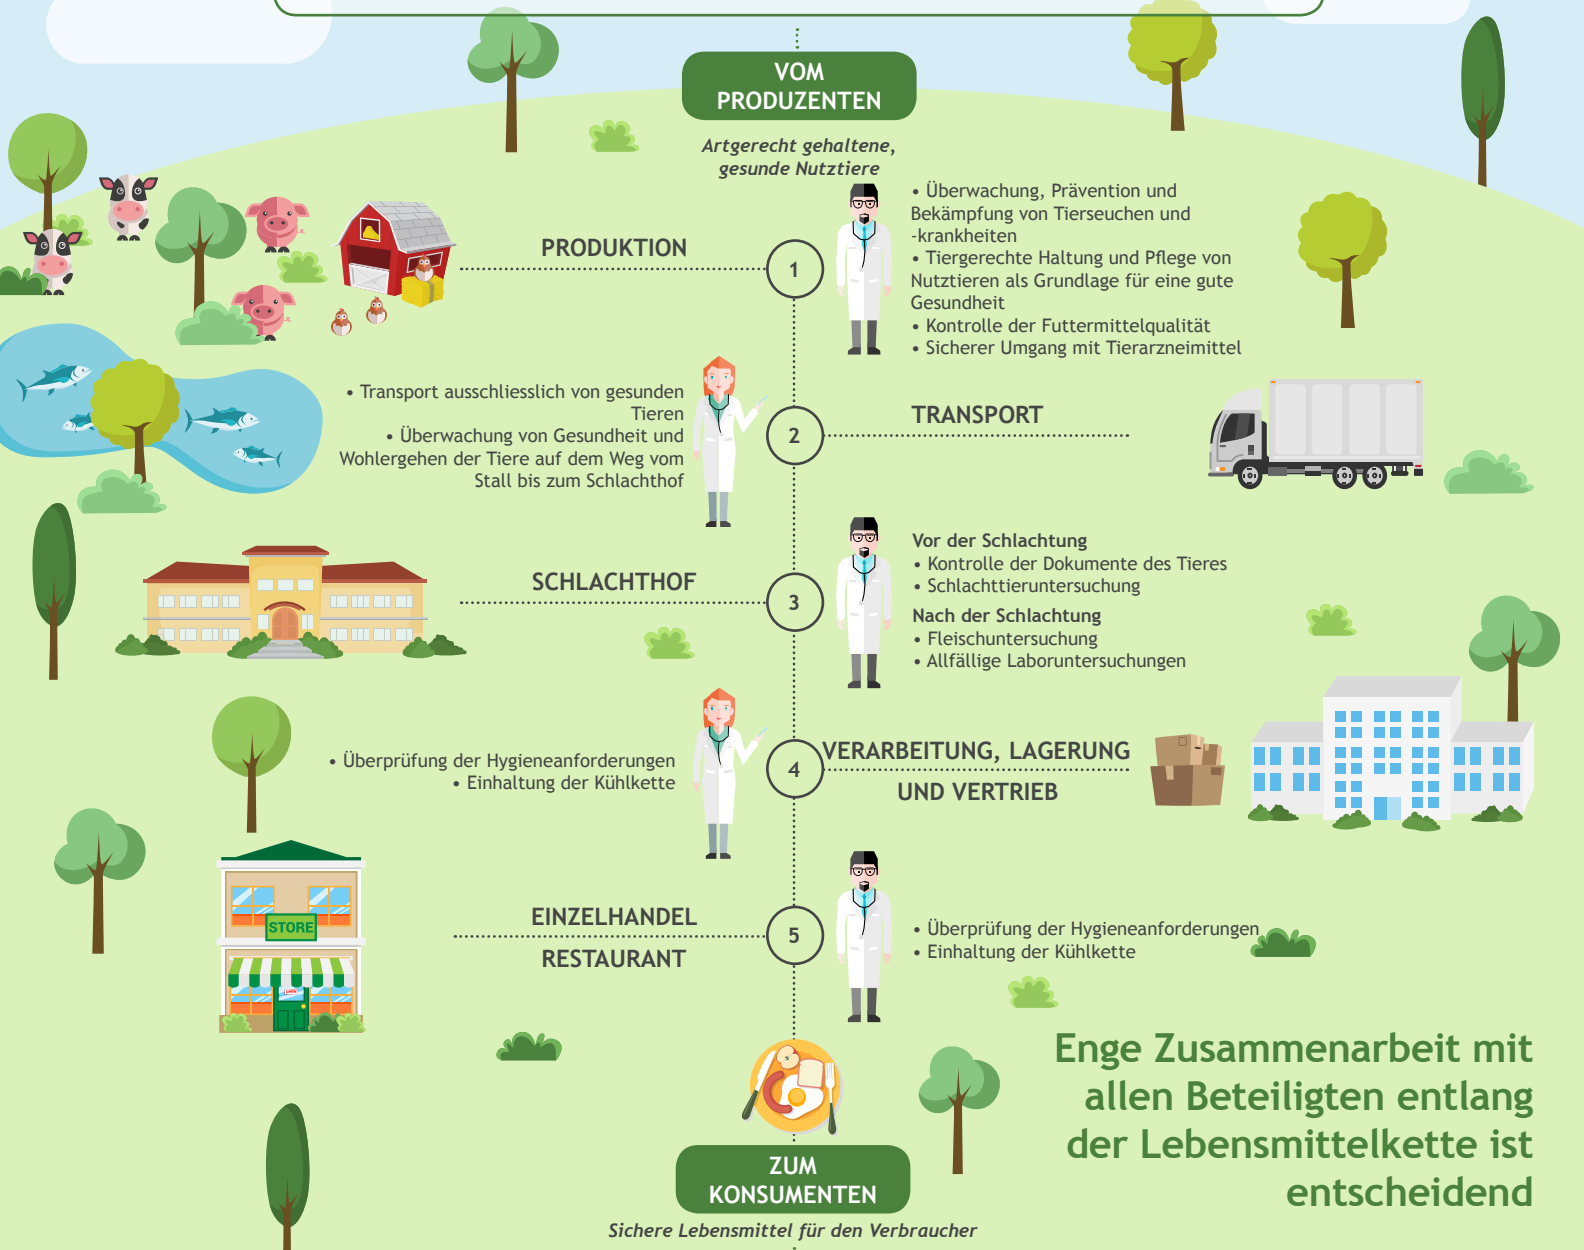 VOM
PRODUZENTEN
Artgerecht gehaltene,
gesunde Nutztiere
PRODUKTION
1
• Überwachung, Prävention und
Bekämpfung von Tierseuchen und
-krankheiten
• Tiergerechte Haltung und Pflege von
Nutztieren als Grundlage für eine gute
Gesundheit
• Kontrolle der Futtermittelqualität
• Sicherer Umgang mit Tierarzneimittel
• Transport ausschliesslich von gesunden
Tieren
• Überwachung von Gesundheit und
Wohlergehen der Tiere auf dem Weg vom
Stall bis zum Schlachthof
2
TRANSPORT
SCHLACHTHOF
3
Vor der Schlachtung
• Kontrolle der Dokumente des Tieres
• Schlachttieruntersuchung
Nach der Schlachtung
• Fleischuntersuchung
• Allfällige Laboruntersuchungen
• Überprüfung der Hygieneanforderungen
• Einhaltung der Kühlkette
4
VERARBEITUNG, LAGERUNG
UND VERTRIEB
STORE
OPEN
EINZELHANDEL
RESTAURANT
5
• Überprüfung der Hygieneanforderungen
• Einhaltung der Kühlkette
Enge Zusammenarbeit mit
allen Beteiligten entlang
der Lebensmittelkette ist
entscheidend
ZUM
KONSUMENTEN
Sichere Lebensmittel für den Verbraucher